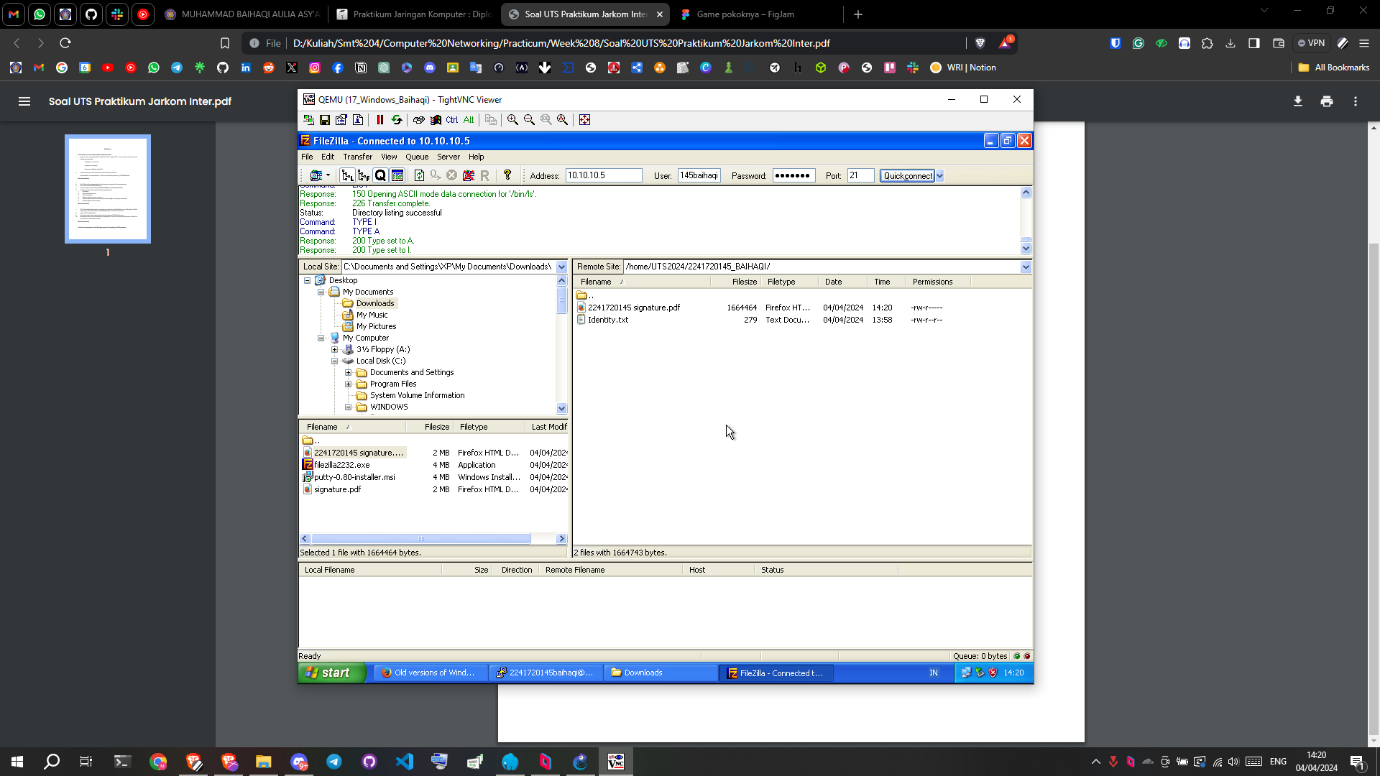 MUHAMMAD BAIHAQI AULIA ASY'A
Praktikum Jaringan Komputer : Dipl
Soal UTS Praktikum Jarkom Inter
Game pokoknya – FigJam
File
D:/Kuliah/Smt%204/Computer%20Networking/Practicum/Week%208/Soal%20UTS%20Praktikum%20Jarkom%20Inter.pdf
VPN
WRI | Notion
All Bookmarks
Soal UTS Praktikum Jarkom Inter.pdf
1
QEMU (17_Windows_Baihaqi) - TightVNC Viewer
Ctrl Alt
FileZilla - Connected to 10.10.10.5
File Edit Transfer View Queue Server Help
Address: 10.10.10.5 User: 145baihaqi Password: ●●●●●●● Port: 21 Quickconnect
Response: 150 Opening ASCII mode data connection for '/bin/ls'.
Response: 226 Transfer complete.
Status: Directory listing successful
Command: TYPE I
Command: TYPE A
Response: 200 Type set to A.
Response: 200 Type set to I.
Local Site: C:\Documents and Settings\XP\My Documents\Downloads\
Desktop
My Documents
Downloads
My Music
My Pictures
My Computer
3½ Floppy (A:)
Local Disk (C:)
Documents and Settings
Program Files
System Volume Information
WINDOWS
Filename Filesize Filetype Last Modif
..
2241720145 signature.... 2 MB Firefox HTML D... 04/04/202
filezilla2232.exe 4 MB Application 04/04/202
putty-0.80-installer.msi 4 MB Windows Install... 04/04/202
signature.pdf 2 MB Firefox HTML D... 04/04/202
Selected 1 file with 1664464 bytes.
Remote Site: /home/UTS2024/2241720145_BAIHAQI/
Filename Filesize Filetype Date Time Permissions
..
2241720145 signature.pdf 1664464 Firefox HT... 04/04/2024 14:20 -rw-r-----
Identity.txt 279 Text Docu... 04/04/2024 13:58 -rw-r--r--
2 files with 1664743 bytes.
Local Filename Size Direction Remote Filename Host Status
Ready
Queue: 0 bytes
start
Old versions of Wind...
2241720145baihaqi@...
Downloads
FileZilla - Connected t...
IN
14:20
ENG
14:20
04/04/2024